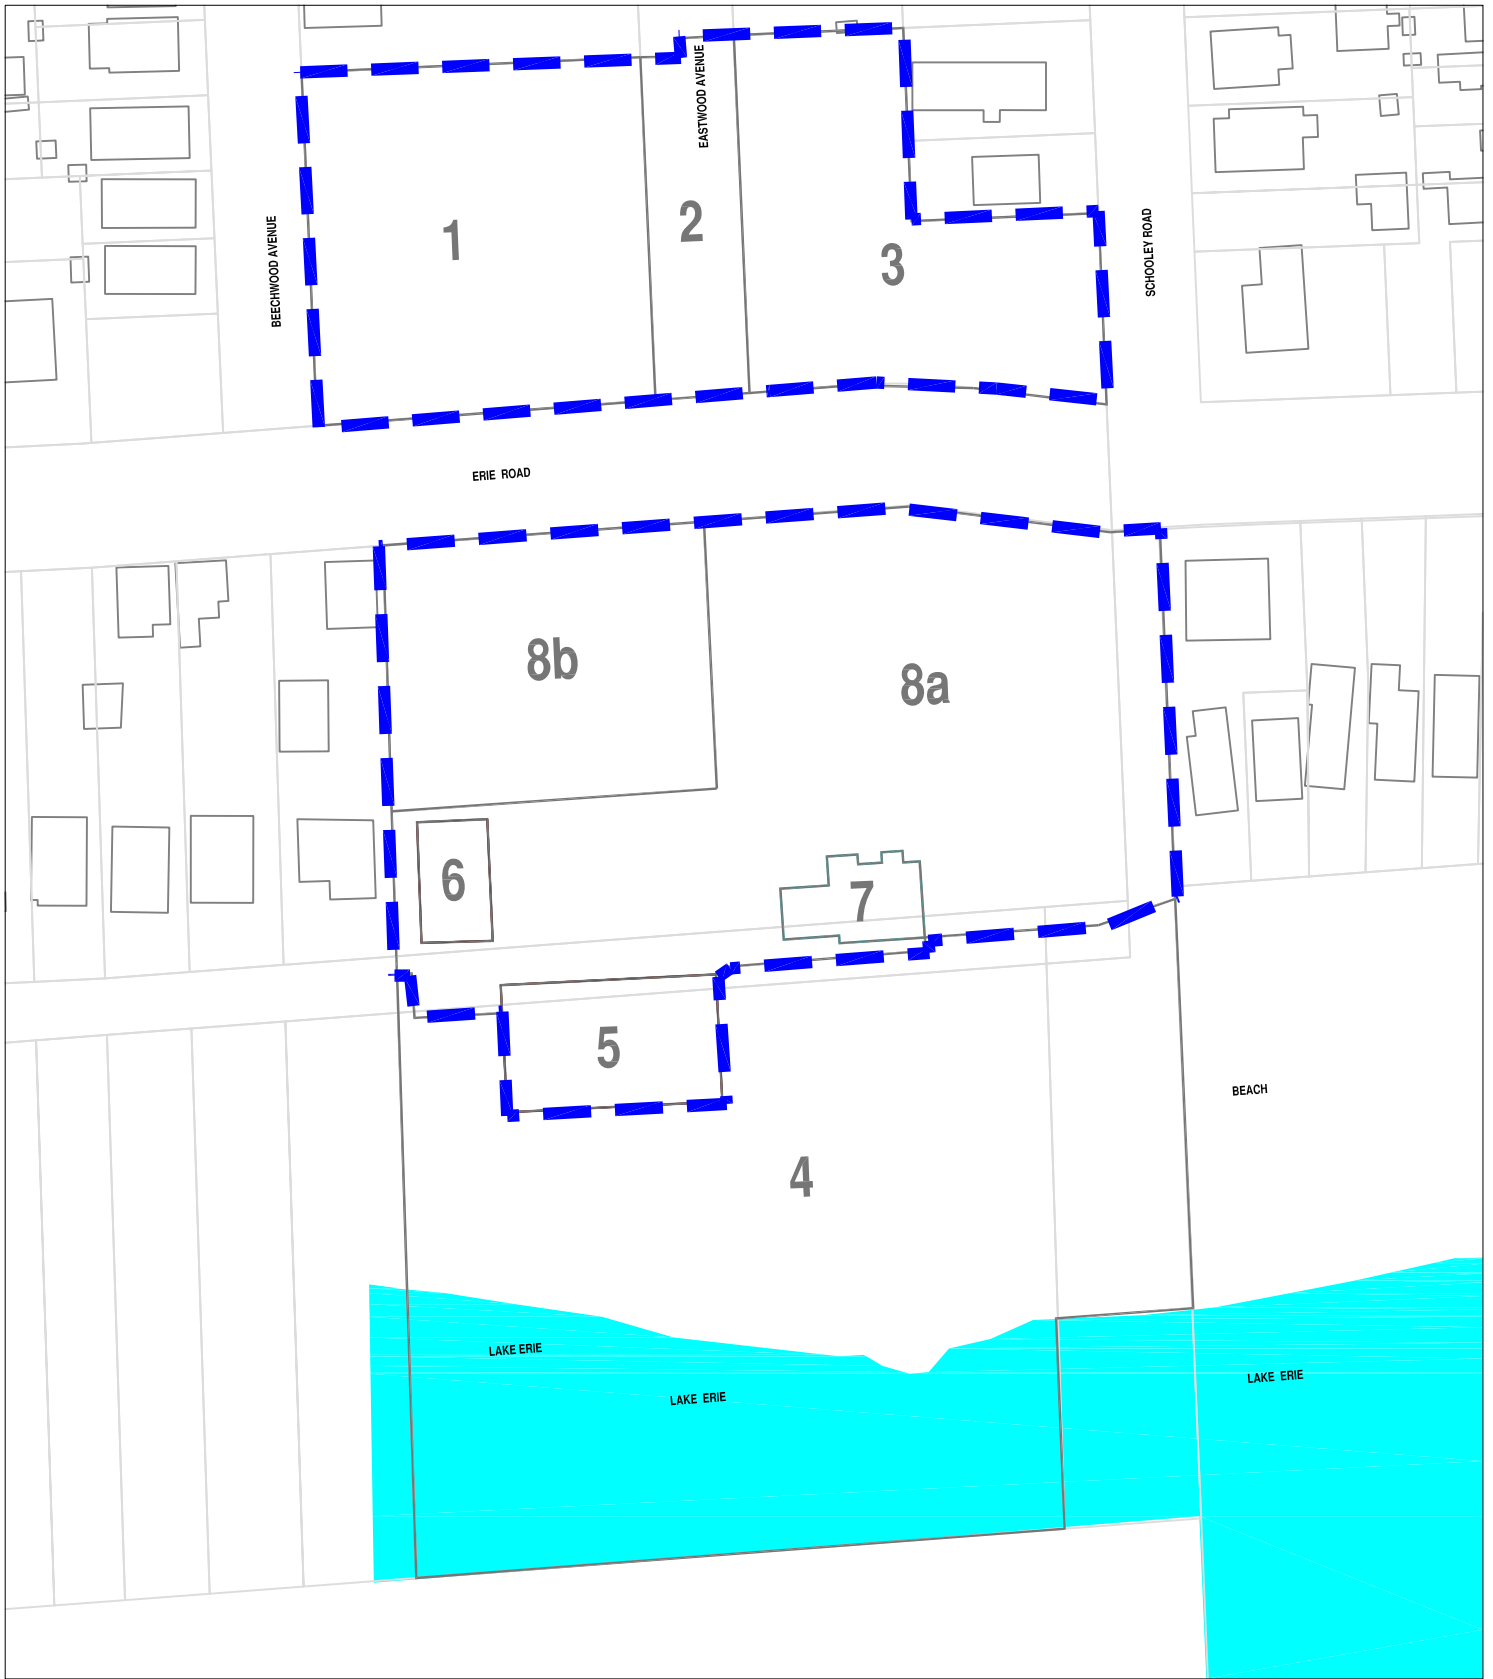 EASTWOOD AVENUE
1
2
3
BEECHWOOD AVENUE
SCHOOLEY ROAD
ERIE ROAD
8b
8a
6
7
5
BEACH
4
LAKE ERIE
LAKE ERIE
LAKE ERIE